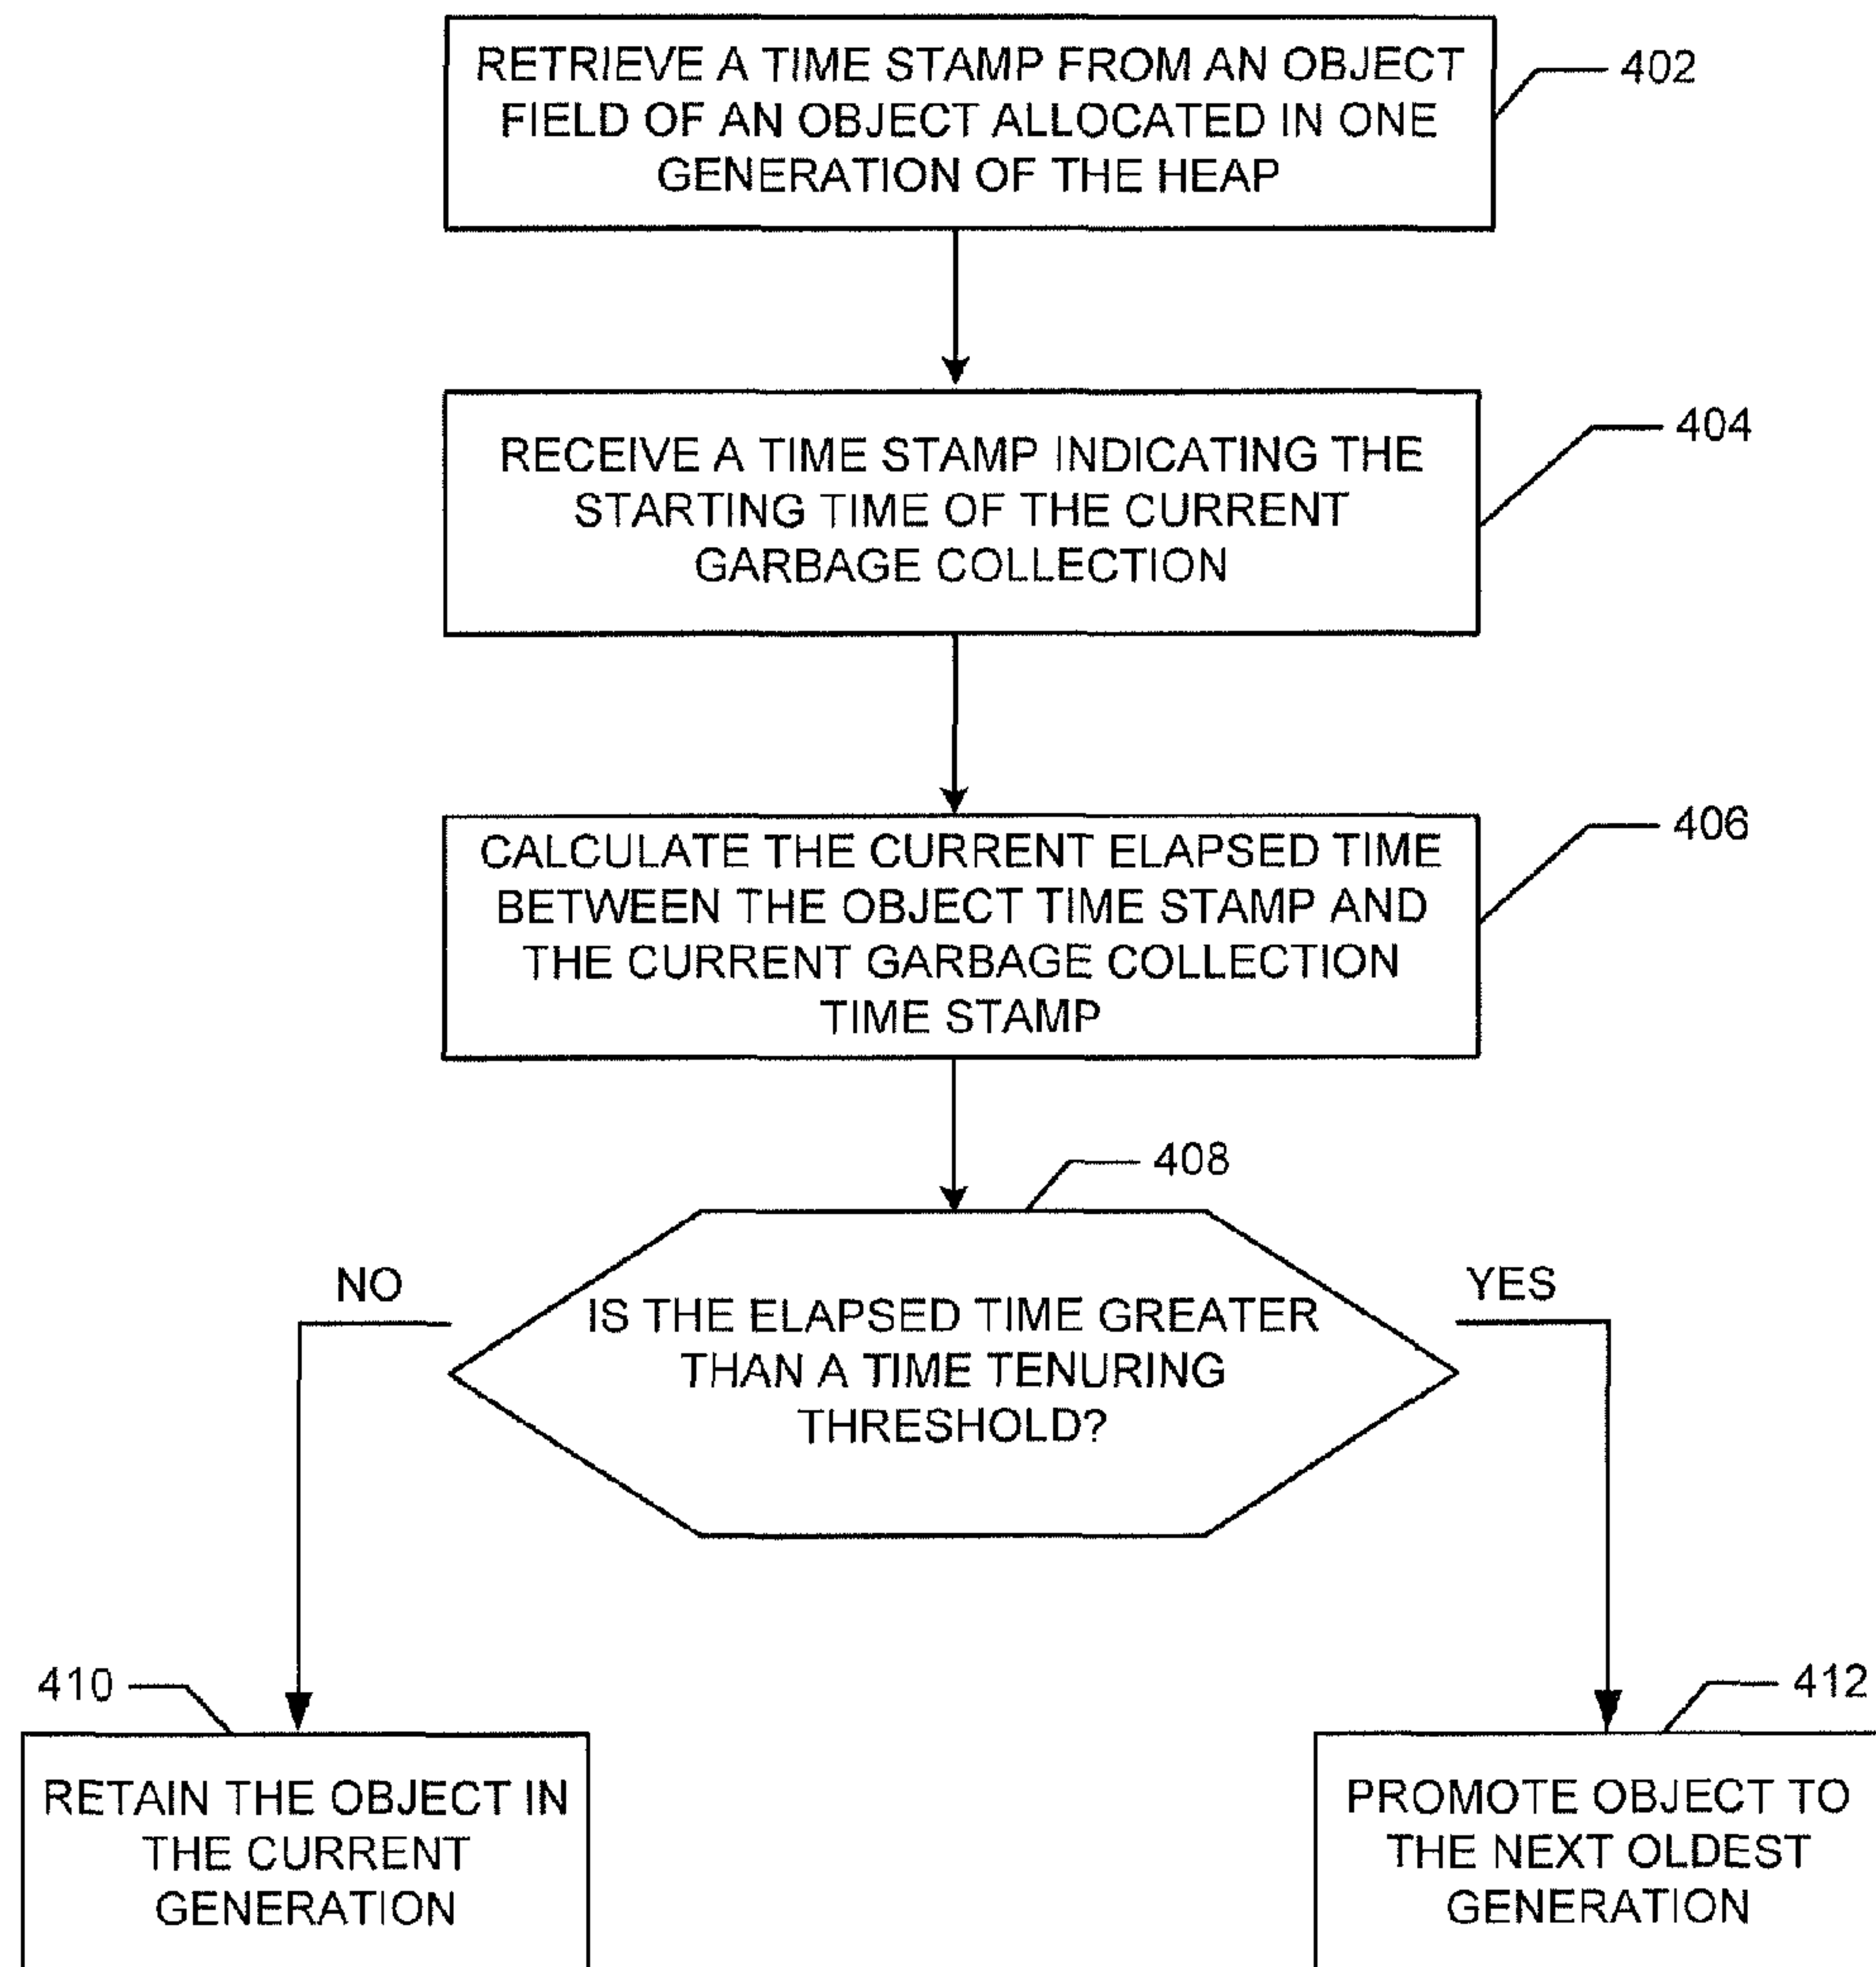 RETRIEVE A TIME STAMP FROM AN OBJECT
FIELD OF AN OBJECT ALLOCATED IN ONE
GENERATION OF THE HEAP
402
RECEIVE A TIME STAMP INDICATING THE
STARTING TIME OF THE CURRENT
GARBAGE COLLECTION
404
CALCULATE THE CURRENT ELAPSED TIME
BETWEEN THE OBJECT TIME STAMP AND
THE CURRENT GARBAGE COLLECTION
TIME STAMP
406
408
IS THE ELAPSED TIME GREATER
THAN A TIME TENURING
THRESHOLD?
NO
YES
410
RETAIN THE OBJECT IN
THE CURRENT
GENERATION
412
PROMOTE OBJECT TO
THE NEXT OLDEST
GENERATION